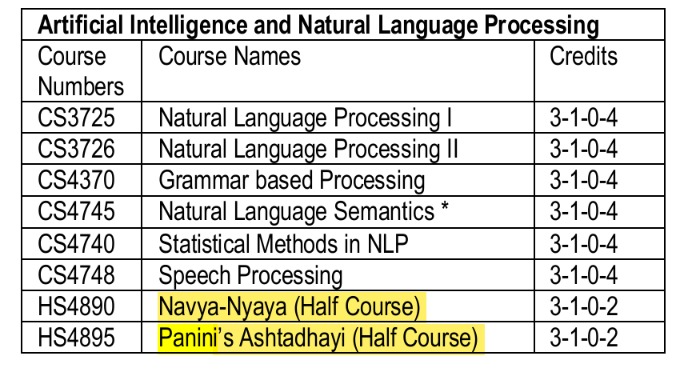 Artificial Intelligence and Natural Language Processing
Course Numbers Course Names Credits
CS3725 Natural Language Processing I 3-1-0-4
CS3726 Natural Language Processing II 3-1-0-4
CS4370 Grammar based Processing 3-1-0-4
CS4745 Natural Language Semantics * 3-1-0-4
CS4740 Statistical Methods in NLP 3-1-0-4
CS4748 Speech Processing 3-1-0-4
HS4890 Navya-Nyaya (Half Course) 3-1-0-2
HS4895 Panini’s Ashtadhayi (Half Course) 3-1-0-2